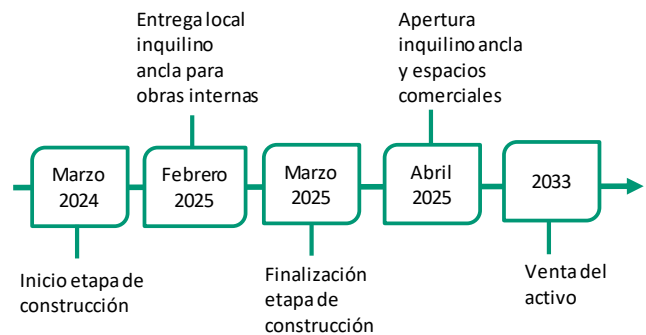 Entrega local
inquilino
ancla para
obras internas
Apertura
inquilino ancla
y espacios
comerciales
Marzo
2024
Febrero
2025
Marzo
2025
Abril
2025
2033
Inicio etapa de
construcción
Finalización
etapa de
construcción
Venta del
activo